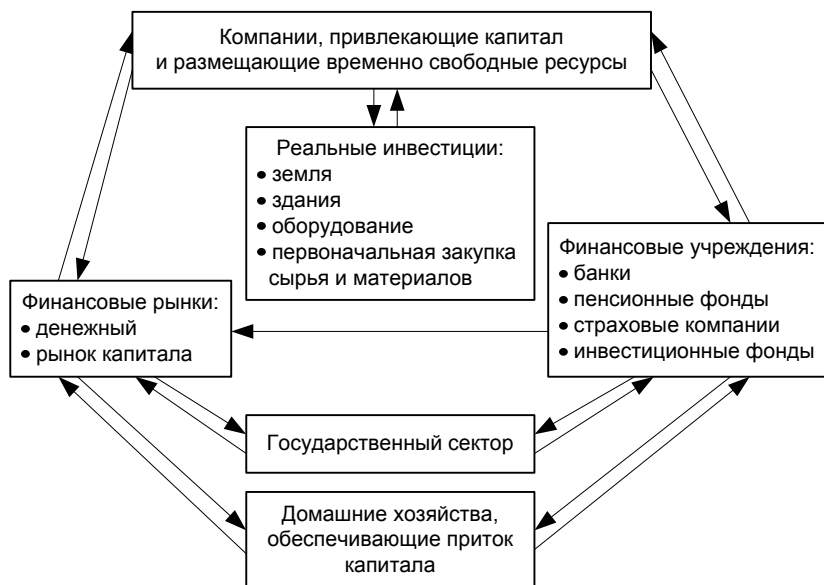 Компании, привлекающие капитал
и размещающие временно свободные ресурсы
Реальные инвестиции:
• земля
• здания
• оборудование
• первоначальная закупка
сырья и материалов
Финансовые учреждения:
• банки
• пенсионные фонды
• страховые компании
• инвестиционные фонды
Финансовые рынки:
• денежный
• рынок капитала
Государственный сектор
Домашние хозяйства,
обеспечивающие приток
капитала